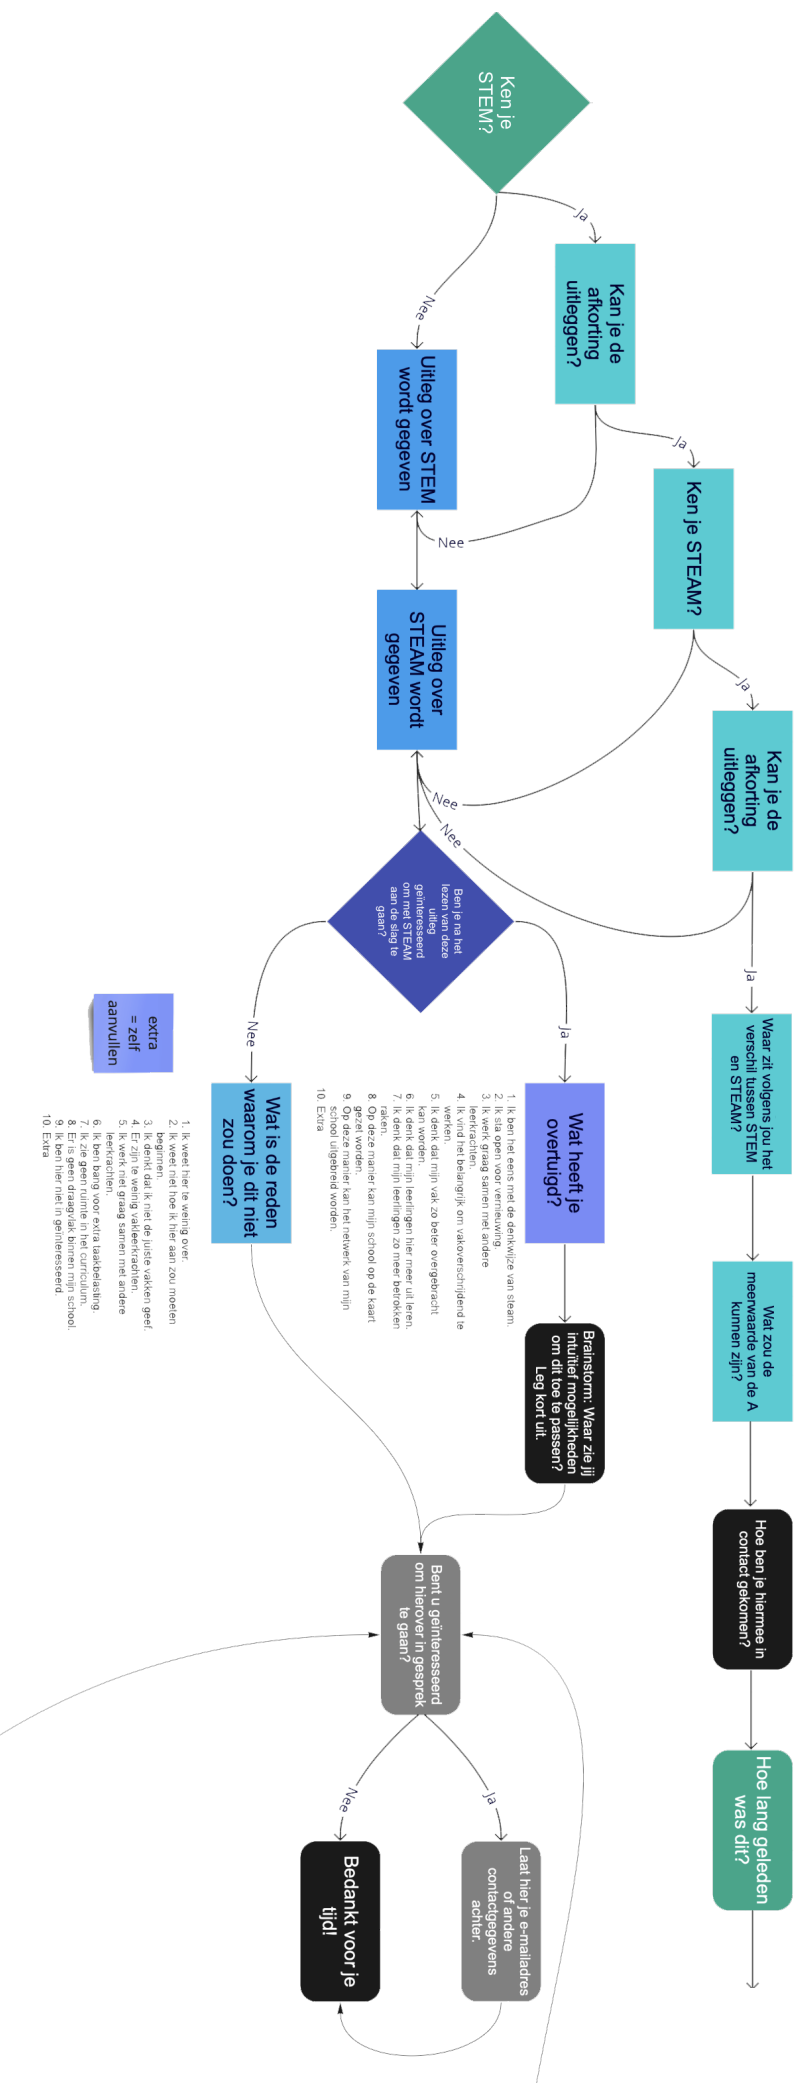 Ken je
STEM?
Ja
Nee
Kan je de
afkorting
uitleggen?
Ja
Nee
Uitleg over STEM
wordt gegeven
Ken je STEAM?
Ja
Nee
Uitleg over
STEAM wordt
gegeven
Kan je de
afkorting
uitleggen?
Ja
Nee
Waar zit volgens jou het
verschil tussen STEM
en STEAM?
Wat zou de
meerwaarde van de A
kunnen zijn?
Hoe ben je hiermee in
contact gekomen?
Hoe lang geleden
was dit?
Ben je na het
lezen van deze
uitleg
geïnteresseerd
om met STEAM
aan de slag te
gaan?
Ja
Nee
Wat heeft je
overtuigd?
1. Ik ben het eens met de denkwijze van steam.
2. Ik sta open voor vernieuwing.
3. Ik werk graag samen met andere
leerkrachten.
4. Ik vind het belangrijk om vakoverschrijdend te
werken.
5. Ik denk dat mijn vak zo beter overgebracht
kan worden.
6. Ik denk dat mijn leerlingen hier meer uit leren.
7. Ik denk dat mijn leerlingen zo meer betrokken
raken.
8. Op deze manier kan mijn school op de kaart
gezet worden.
9. Op deze manier kan het netwerk van mijn
school uitgebreid worden.
10. Extra
Brainstorm: Waar zie jij
intuïtief mogelijkheden
om dit toe te passen?
Leg kort uit.
Wat is de reden
waarom je dit niet
zou doen?
1. Ik weet hier te weinig over.
2. Ik weet niet hoe ik hier aan zou moeten
beginnen.
3. Ik denkt dat ik niet de juiste vakken geef.
4. Er zijn te weinig vakleerkrachten.
5. Ik werk niet graag samen met andere
leerkrachten.
6. Ik ben bang voor extra taakbelasting.
7. Ik zie geen ruimte in het curriculum.
8. Er is geen draagvlak binnen mijn school.
9. Ik ben hier niet in geïnteresseerd.
10. Extra
extra
= zelf
aanvullen
Bent u geïnteresseerd
om hierover in gesprek
te gaan?
Ja
Nee
Laat hier je e-mailadres
of andere
contactgegevens
achter.
Bedankt voor je
tijd!